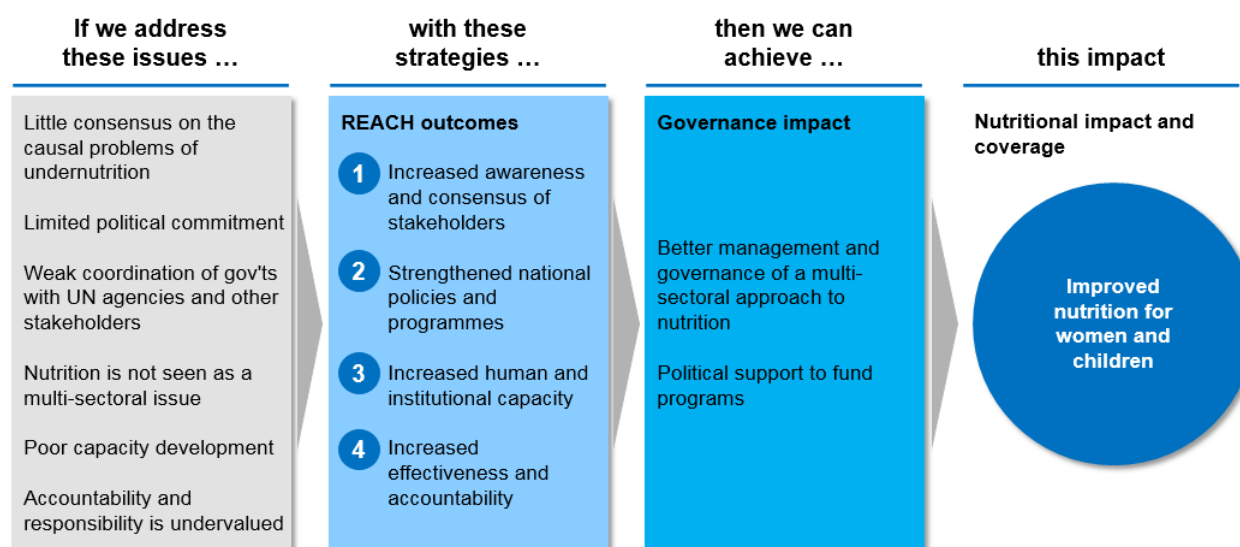 If we address
these issues …
with these
strategies …
then we can
achieve …
this impact
Little consensus on the
causal problems of
undernutrition
Limited political commitment
Weak coordination of gov'ts
with UN agencies and other
stakeholders
Nutrition is not seen as a
multi-sectoral issue
Poor capacity development
Accountability and
responsibility is undervalued
REACH outcomes
1 Increased awareness
and consensus of
stakeholders
2 Strengthened national
policies and
programmes
3 Increased human and
institutional capacity
4 Increased
effectiveness and
accountability
Governance impact
Better management and
governance of a multi-
sectoral approach to
nutrition
Political support to fund
programs
Nutritional impact and
coverage
Improved
nutrition for
women and
children